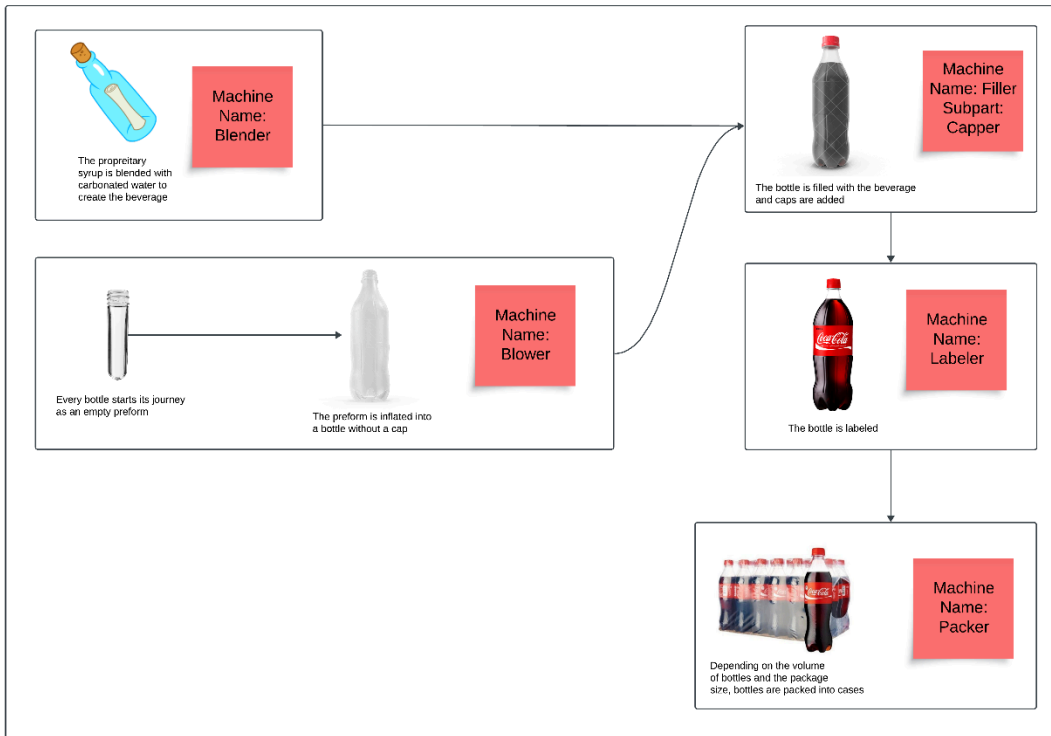 Machine
Name:
Blender
The propreitary
syrup is blended with
carbonated water to
create the beverage
Machine
Name: Filler
Subpart:
Capper
The bottle is filled with the beverage
and caps are added
Every bottle starts its journey
as an empty preform
The preform is inflated into
a bottle without a cap
Machine
Name:
Blower
Coca-Cola
Machine
Name:
Labeler
The bottle is labeled
Coca-Cola
Machine
Name:
Packer
Depending on the volume
of bottles and the package
size, bottles are packed into cases